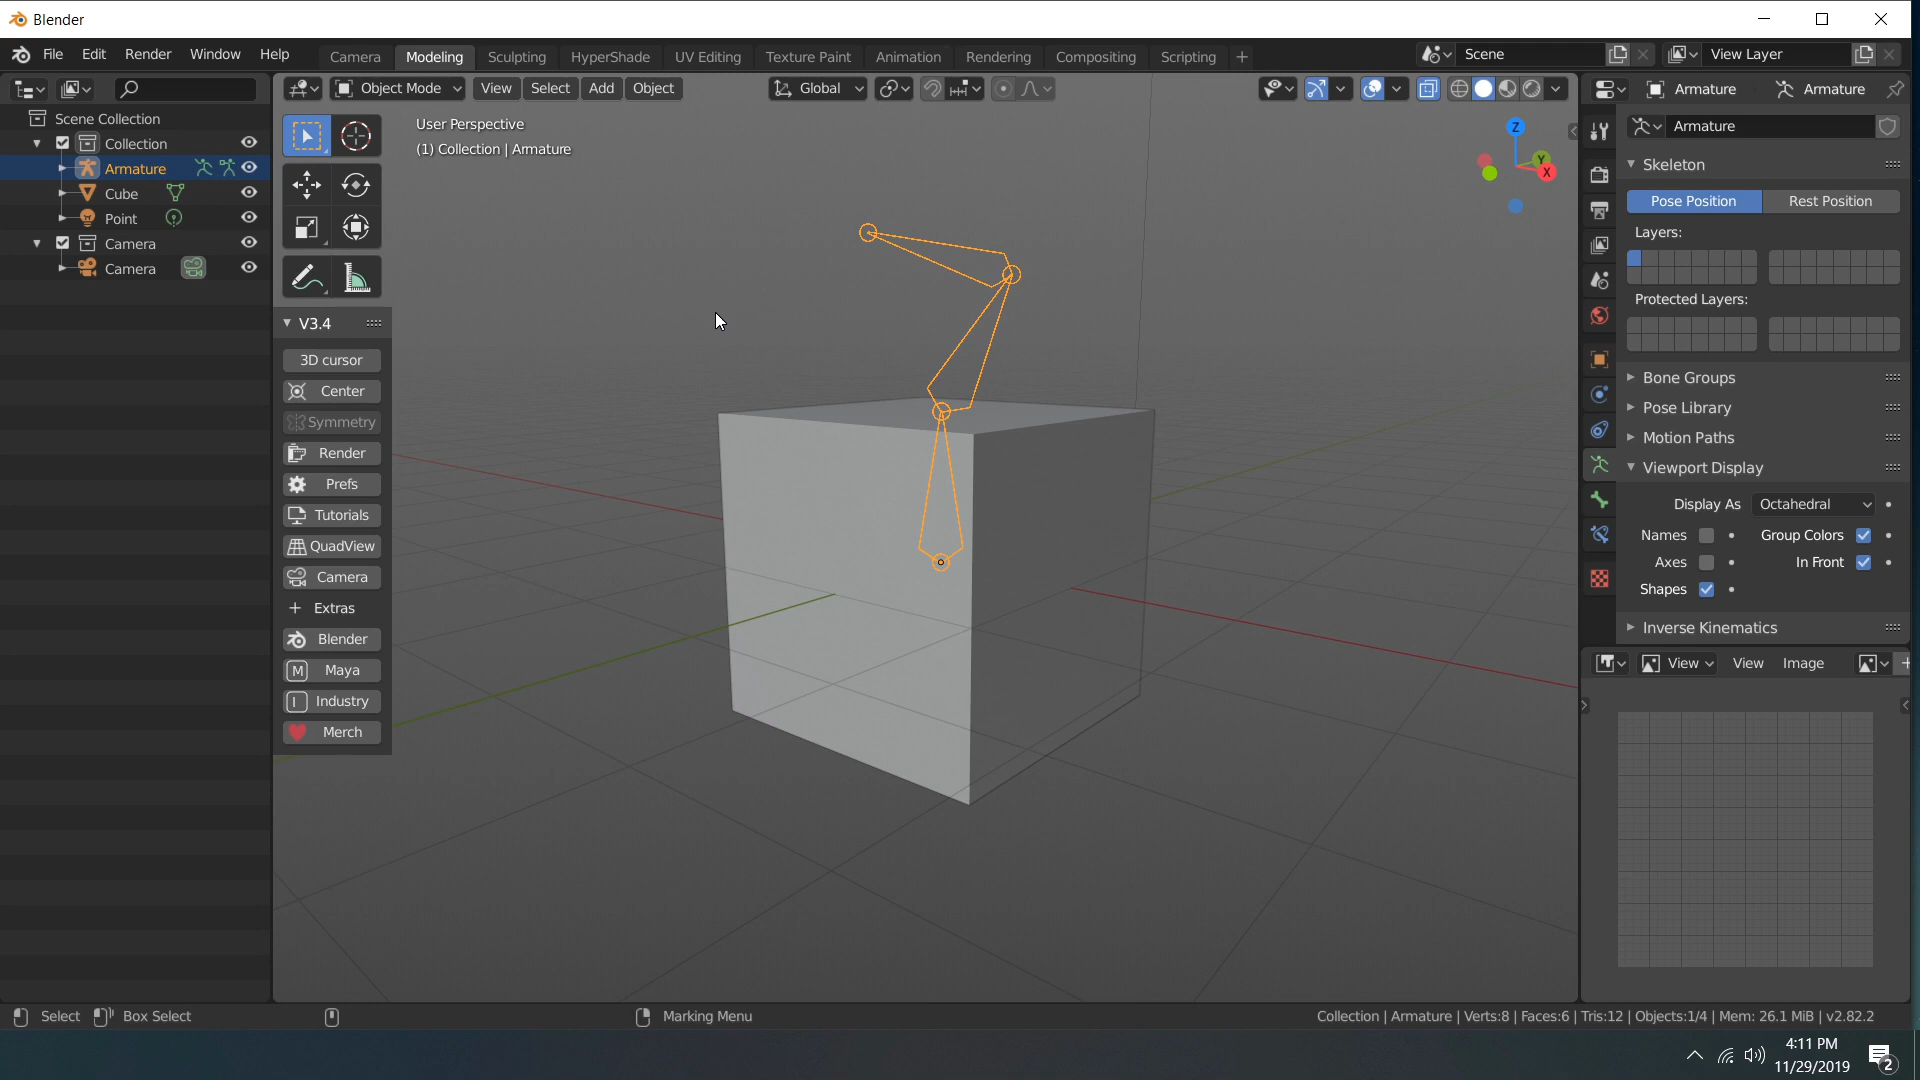 Blender
File Edit Render Window Help Camera Modeling Sculpting HyperShade UV Editing Texture Paint Animation Rendering Compositing Scripting + Scene View Layer
Object Mode View Select Add Object Global Armature Armature
Scene Collection
Collection
Armature
Cube
Point
Camera
Camera
User Perspective
(1) Collection | Armature
V3.4
3D cursor
Center
Symmetry
Render
Prefs
Tutorials
QuadView
Camera
+ Extras
Blender
M Maya
I Industry
Merch
Z
Y
X
Armature
Skeleton
Pose Position Rest Position
Layers:
Protected Layers:
Bone Groups
Pose Library
Motion Paths
Viewport Display
Display As Octahedral
Names Group Colors
Axes In Front
Shapes
Inverse Kinematics
View View Image +
Select Box Select Marking Menu Collection | Armature | Verts:8 | Faces:6 | Tris:12 | Objects:1/4 | Mem: 26.1 MiB | v2.82.2
4:11 PM
11/29/2019
2